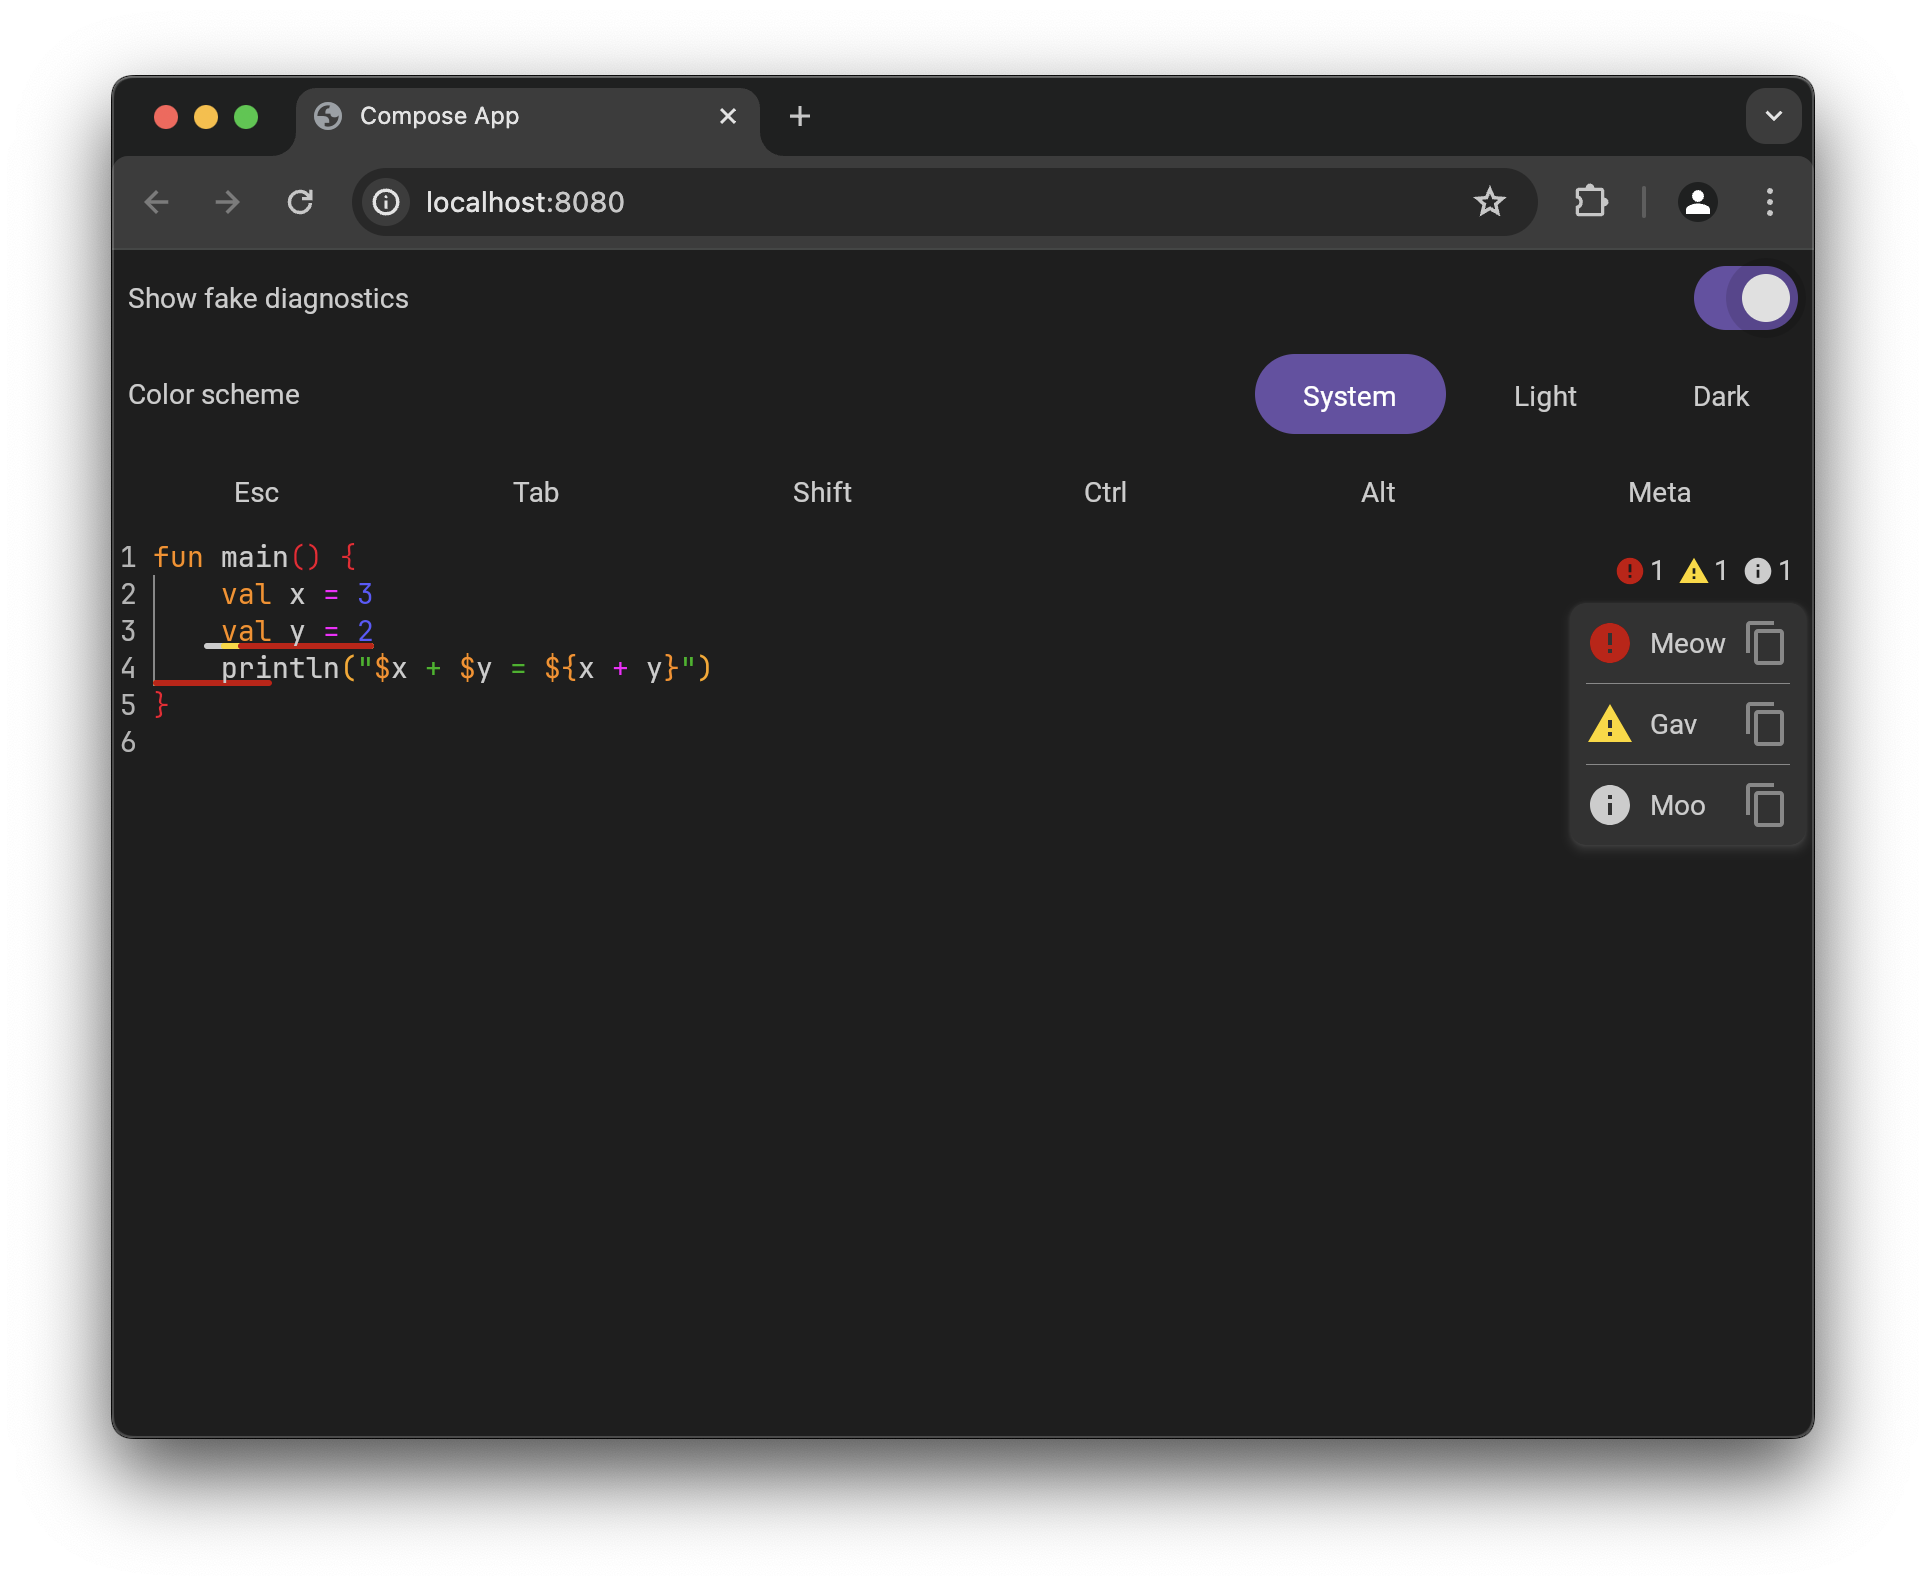 Compose App
localhost:8080
Show fake diagnostics
Color scheme System Light Dark
Esc Tab Shift Ctrl Alt Meta
1 fun main() {
2     val x = 3
3     val y = 2
4     println("$x + $y = ${x + y}")
5 }
6
1 1 1
Meow
Gav
Moo